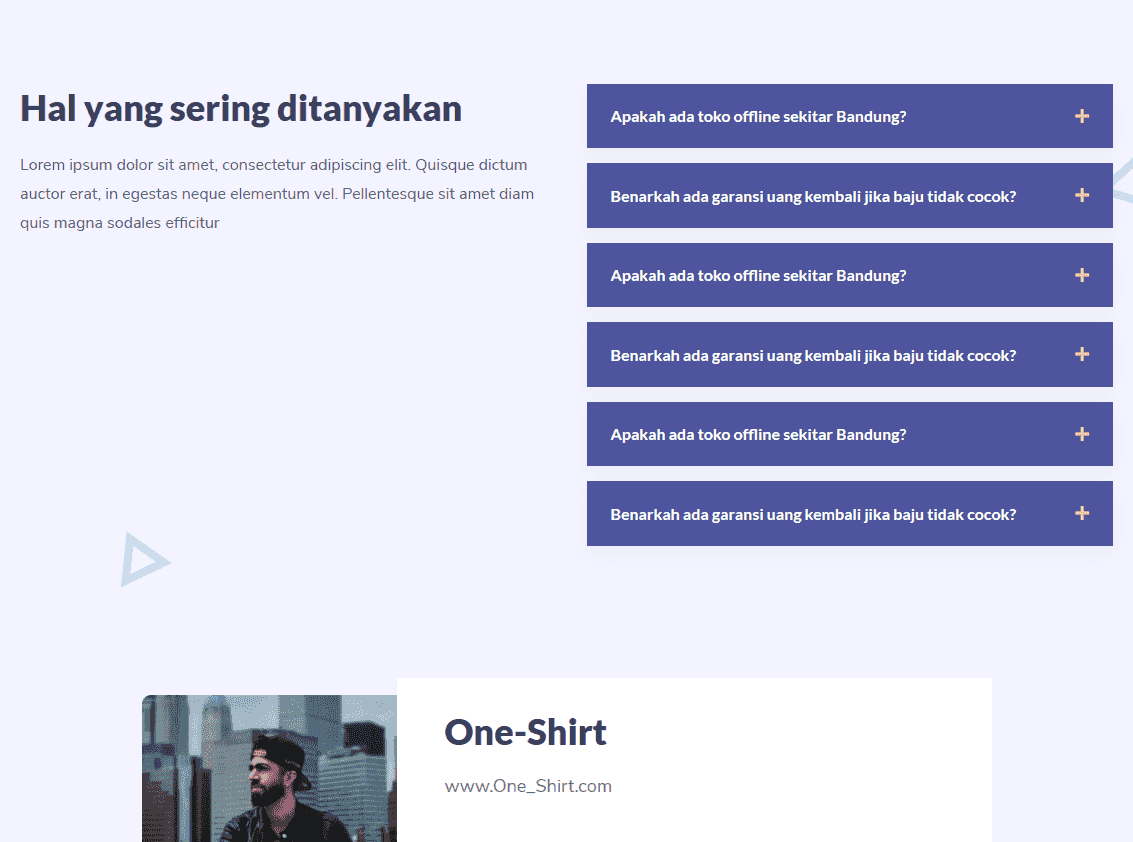 Hal yang sering ditanyakan
Lorem ipsum dolor sit amet, consectetur adipiscing elit. Quisque dictum
auctor erat, in egestas neque elementum vel. Pellentesque sit amet diam
quis magna sodales efficitur
Apakah ada toko offline sekitar Bandung?
Benarkah ada garansi uang kembali jika baju tidak cocok?
Apakah ada toko offline sekitar Bandung?
Benarkah ada garansi uang kembali jika baju tidak cocok?
Apakah ada toko offline sekitar Bandung?
Benarkah ada garansi uang kembali jika baju tidak cocok?
One-Shirt
www.One_Shirt.com